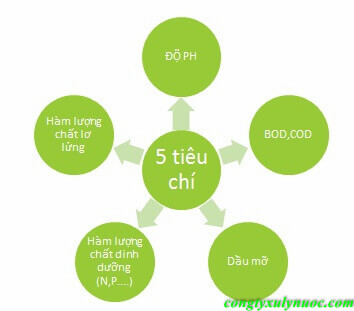 ĐỘ PH
Hàm lượng
chất lơ
lửng
BOD,COD
5 tiêu
chí
Hàm lượng
chất dinh
dưỡng
(N,P....)
Dầu mỡ
congtyxulynuoc.com